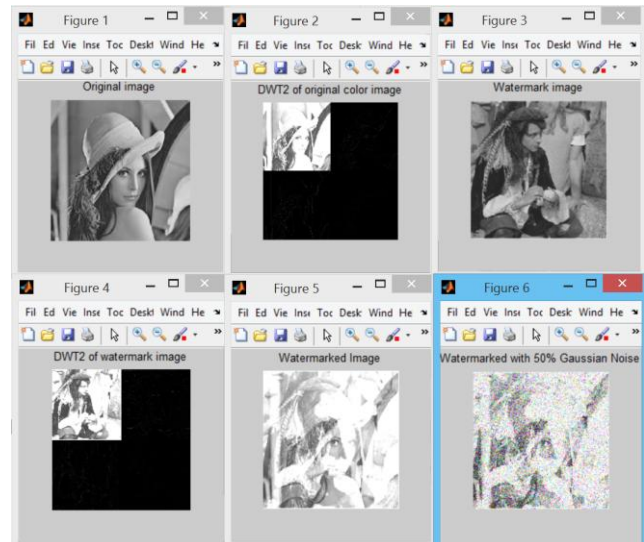 Figure 1
Fil Ed Vie Inse Toc Deskt Wind He
Original image
Figure 2
Fil Ed Vie Inse Toc Desk Wind He
DWT2 of original color image
Figure 3
Fil Ed Vie Inse Toc Desk Wind He
Watermark image
Figure 4
Fil Ed Vie Inse Toc Deskt Wind He
DWT2 of watermark image
Figure 5
Fil Ed Vie Inse Toc Desk Wind He
Watermarked Image
Figure 6
Fil Ed Vie Inse Toc Desk Wind He
Watermarked with 50% Gaussian Noise